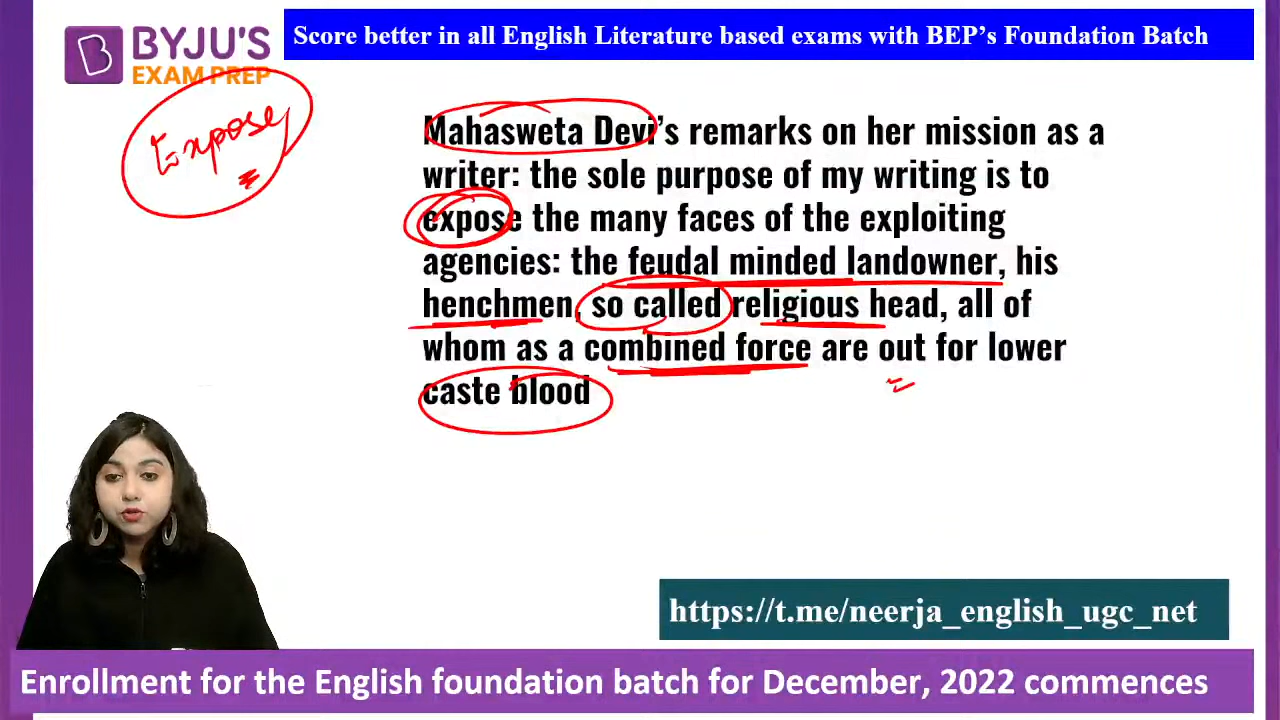 BYJU'S
EXAM PREP
Score better in all English Literature based exams with BEP's Foundation Batch
Expose
Mahasweta Devi's remarks on her mission as a
writer: the sole purpose of my writing is to
expose the many faces of the exploiting
agencies: the feudal minded landowner, his
henchmen, so called religious head, all of
whom as a combined force are out for lower
caste blood
https://t.me/neerja_english_ugc_net
Enrollment for the English foundation batch for December, 2022 commences